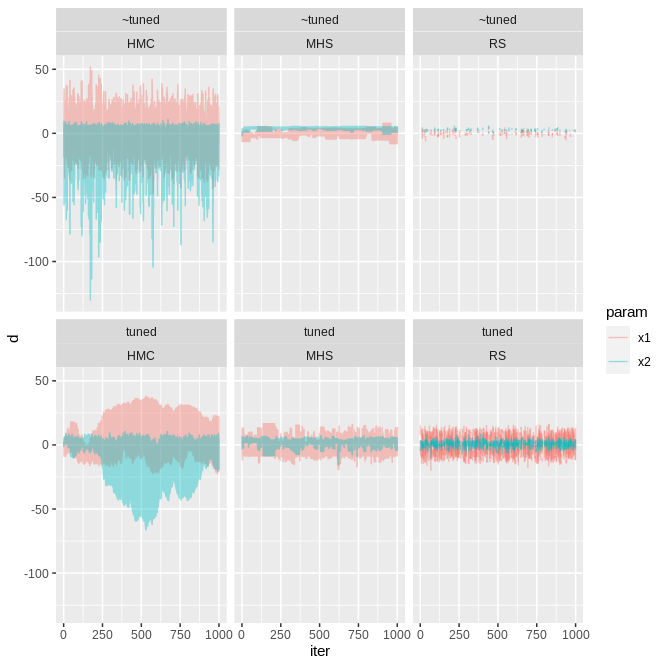 ~tuned ~tuned ~tuned
HMC MHS RS
50
0
-50
-100
tuned tuned tuned
HMC MHS RS
50
0
-50
-100
d
0 250 500 750 1000 0 250 500 750 1000 0 250 500 750 1000
iter
param
x1
x2